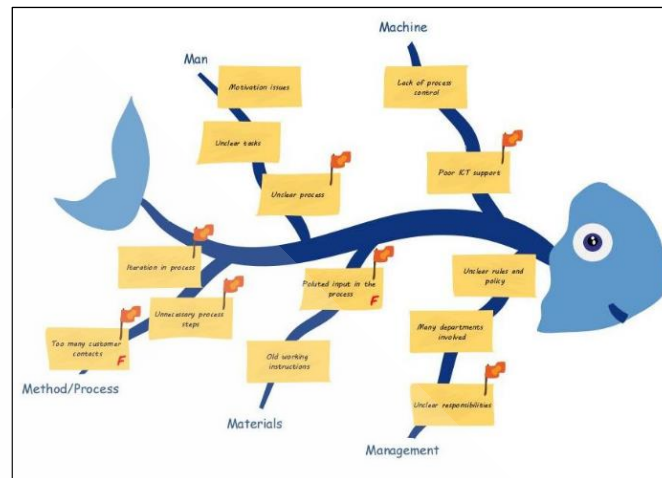 Machine
Man
Motivation issues
Lack of process
control
Unclear tasks
Poor ICT support
Unclear process
Ituration in process
Poluted input in the
process
F
Unclear rules and
policy
Unnecessary process
steps
Too many customer
contacts
F
Many departments
involved
Old working
instructions
Unclear responsibilities
Method/Process
Materials
Management